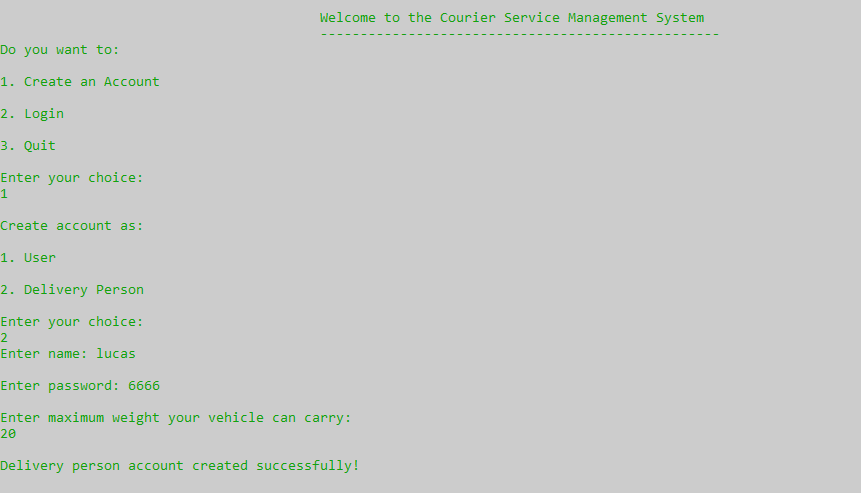 Welcome to the Courier Service Management System
--------------------------------------------------
Do you want to:
1. Create an Account
2. Login
3. Quit
Enter your choice:
1
Create account as:
1. User
2. Delivery Person
Enter your choice:
2
Enter name: lucas
Enter password: 6666
Enter maximum weight your vehicle can carry:
20
Delivery person account created successfully!